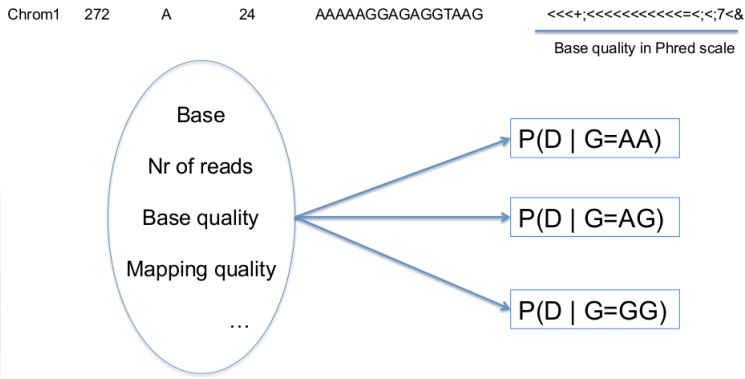 Chrom1 272 A 24 AAAAAGGAGAGGTAAG <<<+;<<<<<<<<<<<=<;<;7<&
Base quality in Phred scale
Base
Nr of reads
Base quality
Mapping quality
...
P(D | G=AA)
P(D | G=AG)
P(D | G=GG)